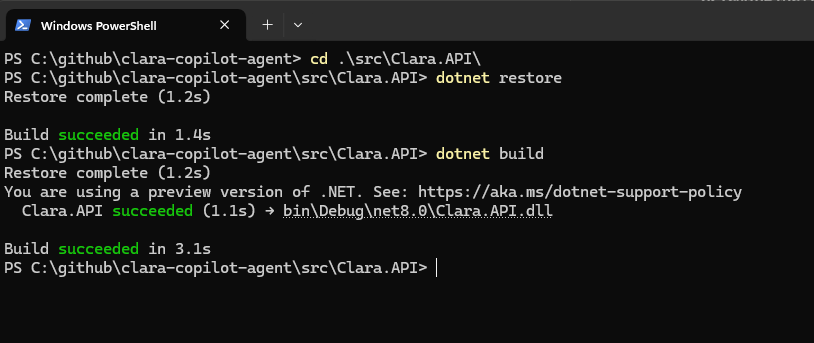 Windows PowerShell
PS C:\github\clara-copilot-agent> cd .\src\Clara.API\
PS C:\github\clara-copilot-agent\src\Clara.API> dotnet restore
Restore complete (1.2s)
Build succeeded in 1.4s
PS C:\github\clara-copilot-agent\src\Clara.API> dotnet build
Restore complete (1.2s)
You are using a preview version of .NET. See: https://aka.ms/dotnet-support-policy
  Clara.API succeeded (1.1s) → bin\Debug\net8.0\Clara.API.dll
Build succeeded in 3.1s
PS C:\github\clara-copilot-agent\src\Clara.API>